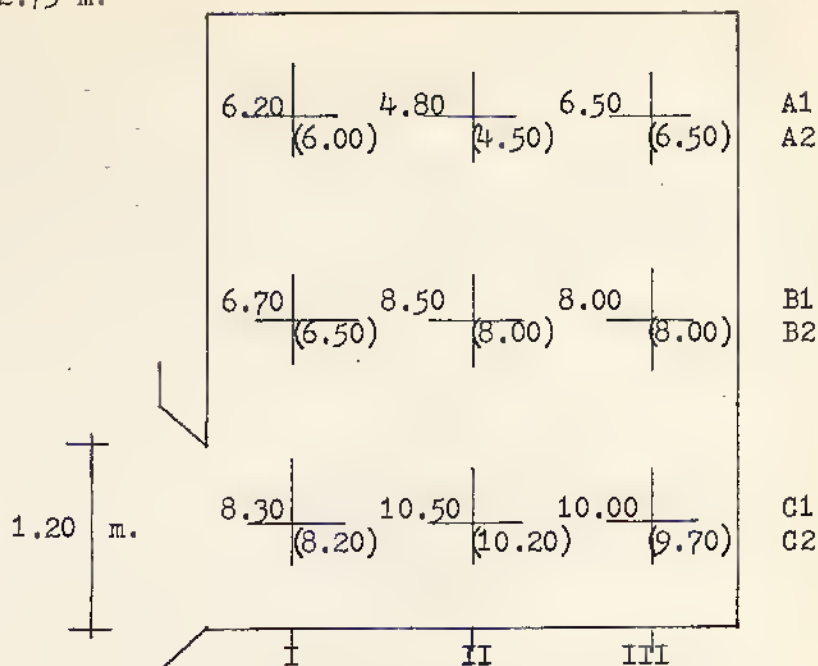 6.20 4.80 6.50 A1
(6.00) (4.50) (6.50) A2
6.70 8.50 8.00 B1
(6.50) (8.00) (8.00) B2
8.30 10.50 10.00 C1
1.20 m. (8.20) (10.20) (9.70) C2
I II III